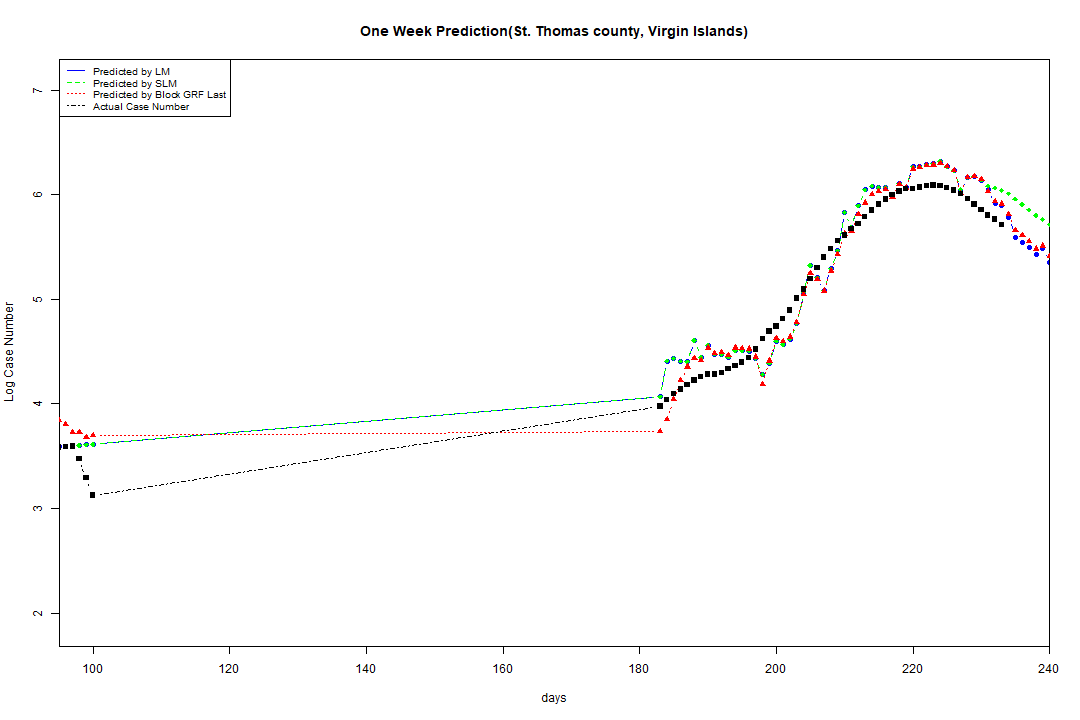 One Week Prediction(St. Thomas county, Virgin Islands)
Predicted by LM
Predicted by SLM
Predicted by Block GRF Last
Actual Case Number
7
6
5
4
3
2
Log Case Number
100 120 140 160 180 200 220 240
days